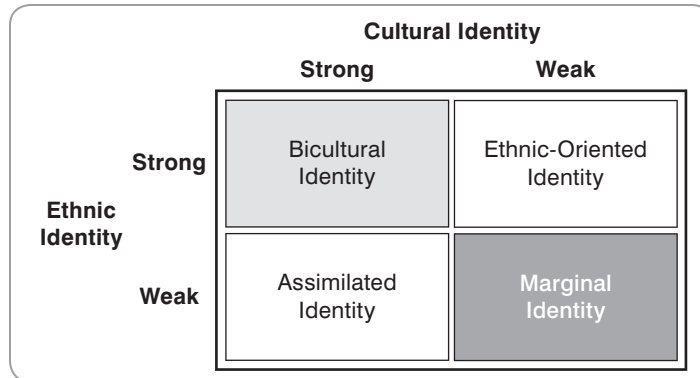 Cultural Identity
Strong Weak
Strong
Bicultural
Identity
Ethnic-Oriented
Identity
Ethnic
Identity
Weak
Assimilated
Identity
Marginal
Identity